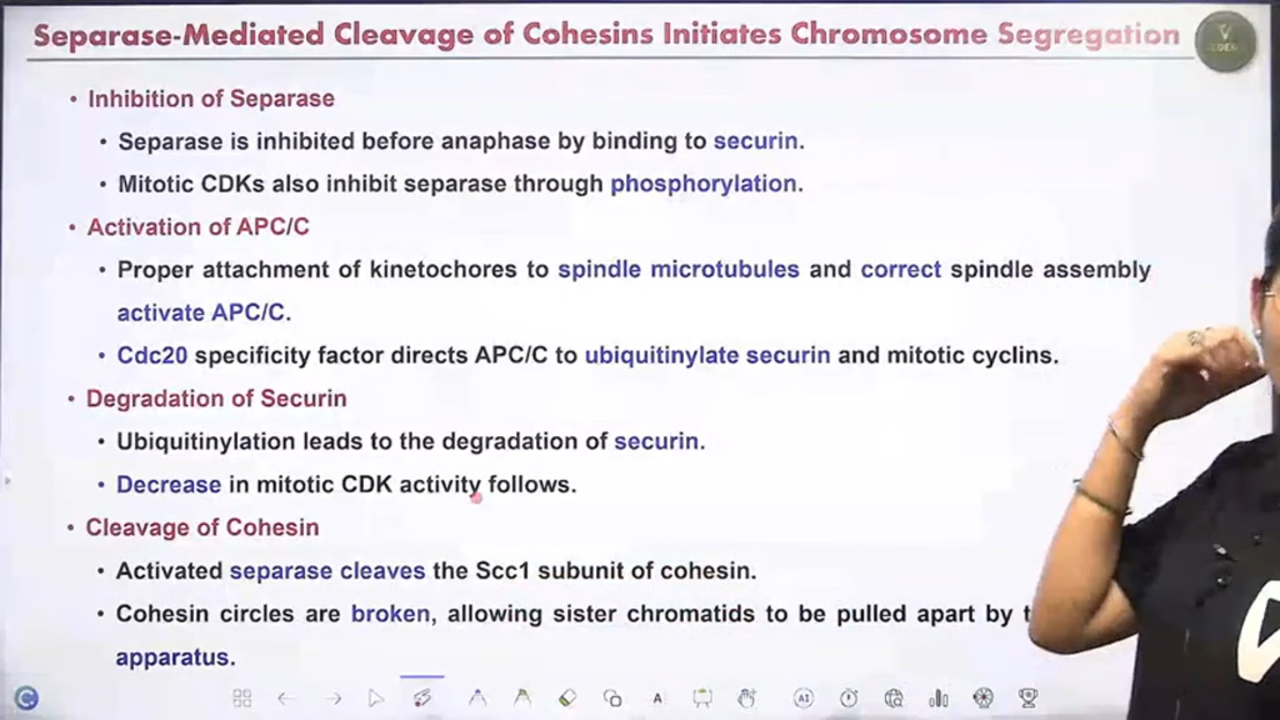 Separase-Mediated Cleavage of Cohesins Initiates Chromosome Segregation
• Inhibition of Separase
• Separase is inhibited before anaphase by binding to securin.
• Mitotic CDKs also inhibit separase through phosphorylation.
• Activation of APC/C
• Proper attachment of kinetochores to spindle microtubules and correct spindle assembly
activate APC/C.
• Cdc20 specificity factor directs APC/C to ubiquitinylate securin and mitotic cyclins.
• Degradation of Securin
• Ubiquitinylation leads to the degradation of securin.
• Decrease in mitotic CDK activity follows.
• Cleavage of Cohesin
• Activated separase cleaves the Scc1 subunit of cohesin.
• Cohesin circles are broken, allowing sister chromatids to be pulled apart by
apparatus.
A
AI